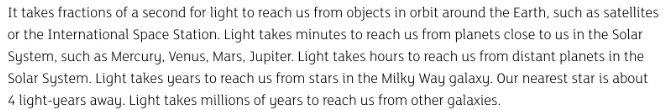 It takes fractions of a second for light to reach us from objects in orbit around the Earth, such as satellites
or the International Space Station. Light takes minutes to reach us from planets close to us in the Solar
System, such as Mercury, Venus, Mars, Jupiter. Light takes hours to reach us from distant planets in the
Solar System. Light takes years to reach us from stars in the Milky Way galaxy. Our nearest star is about
4 light-years away. Light takes millions of years to reach us from other galaxies.